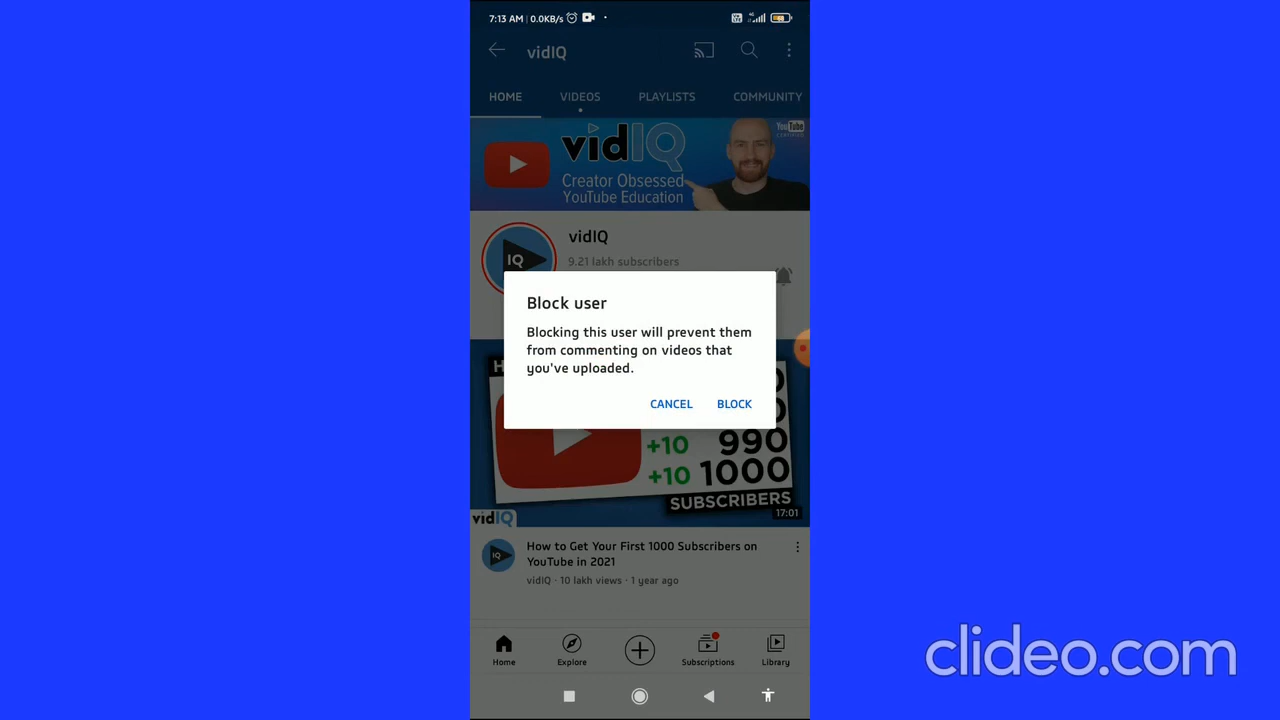 7:13 AM | 0.0KB/s
vidIQ
HOME VIDEOS PLAYLISTS COMMUNITY
vidIQ
YouTube
Creator Obsessed
YouTube Education
vidIQ
IQ
9.21 lakh subscribers
Block user
Blocking this user will prevent them
from commenting on videos that
you've uploaded.
CANCEL BLOCK
+10 990
+10 1000
SUBSCRIBERS
17:01
vidIQ
How to Get Your First 1000 Subscribers on
YouTube in 2021
IQ
vidIQ · 10 lakh views · 1 year ago
Home Explore Subscriptions Library
clideo.com